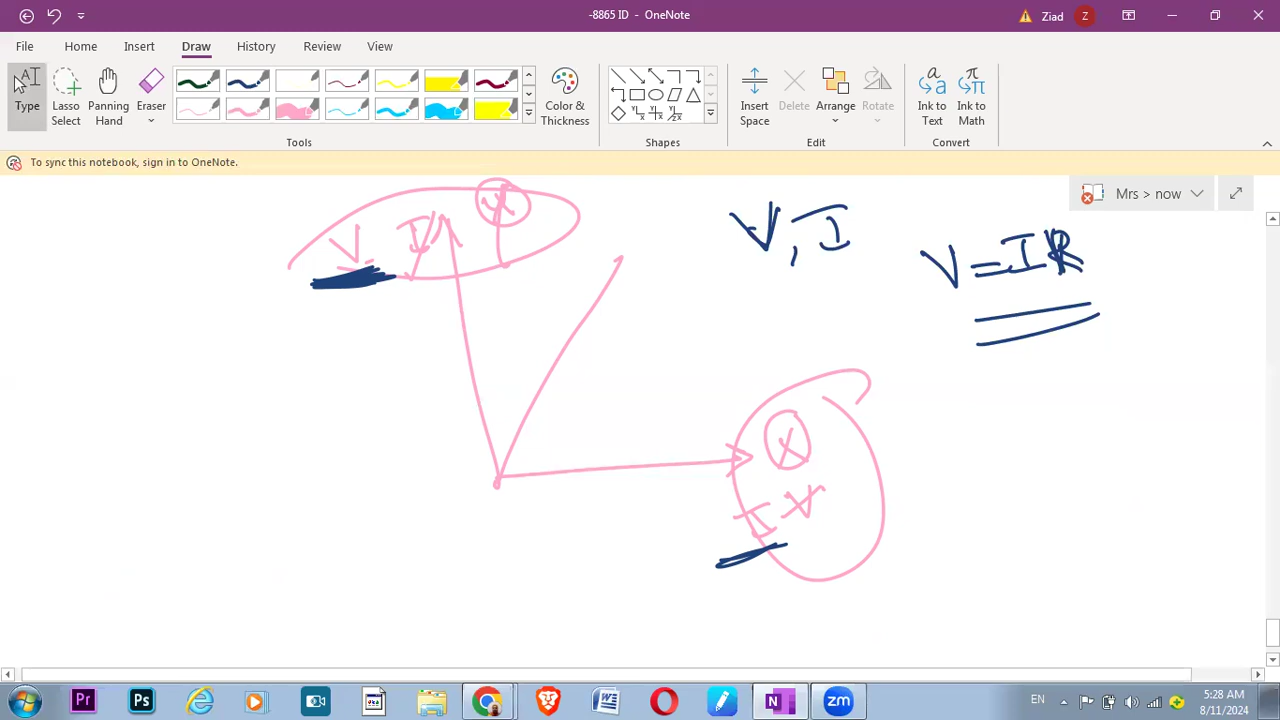 -8865 ID - OneNote
Ziad
Z
File Home Insert Draw History Review View
Type
Lasso Select
Panning Hand
Eraser
Color & Thickness
Insert Space
Delete
Arrange
Rotate
Ink to Text
Ink to Math
Tools
Shapes
Edit
Convert
To sync this notebook, sign in to OneNote.
Mrs > now
V I
V, I
V=IR
X
I V
EN
5:28 AM
8/11/2024